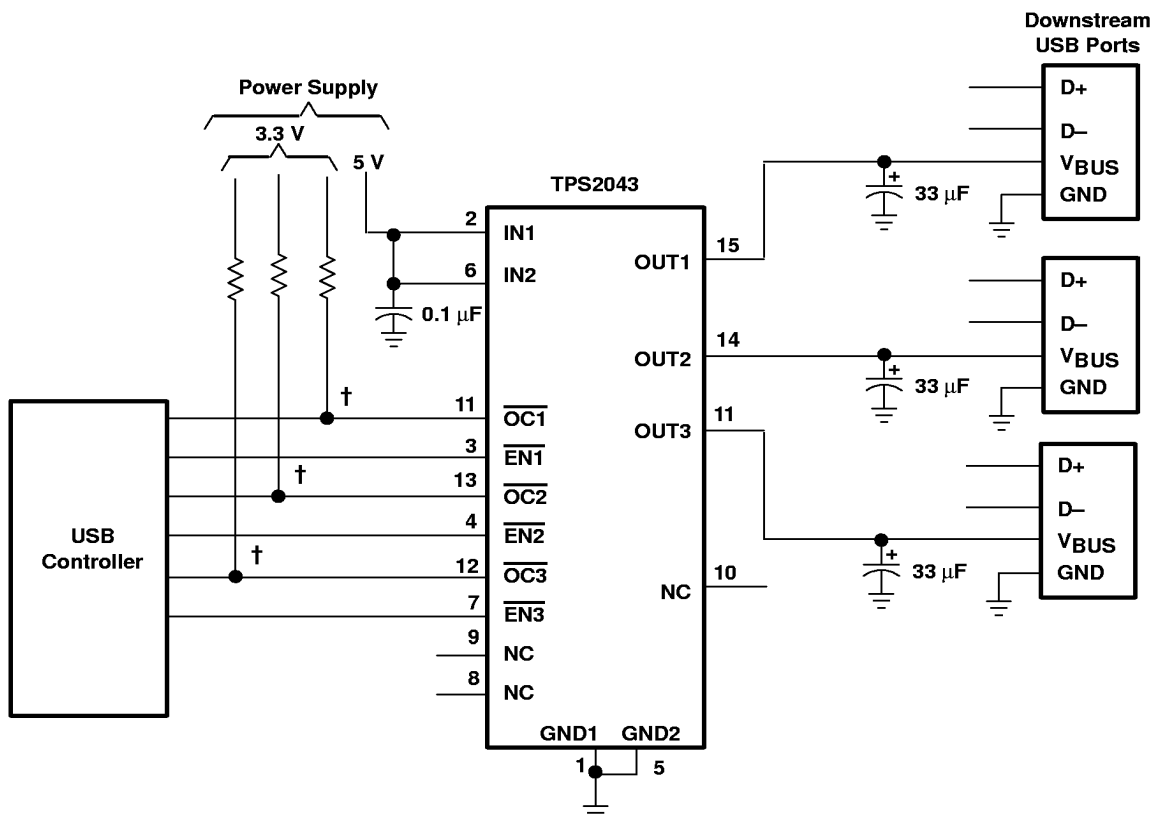 Downstream
USB Ports
Power Supply
3.3 V
5 V
TPS2043
D+
D–
VBUS
GND
33 µF
2
IN1
6
IN2
0.1 µF
15
OUT1
14
OUT2
11
OUT3
10
NC
D+
D–
VBUS
GND
33 µF
D+
D–
VBUS
GND
33 µF
†
†
†
USB
Controller
11
OC1
3
EN1
13
OC2
4
EN2
12
OC3
7
EN3
9
NC
8
NC
GND1 GND2
1
5